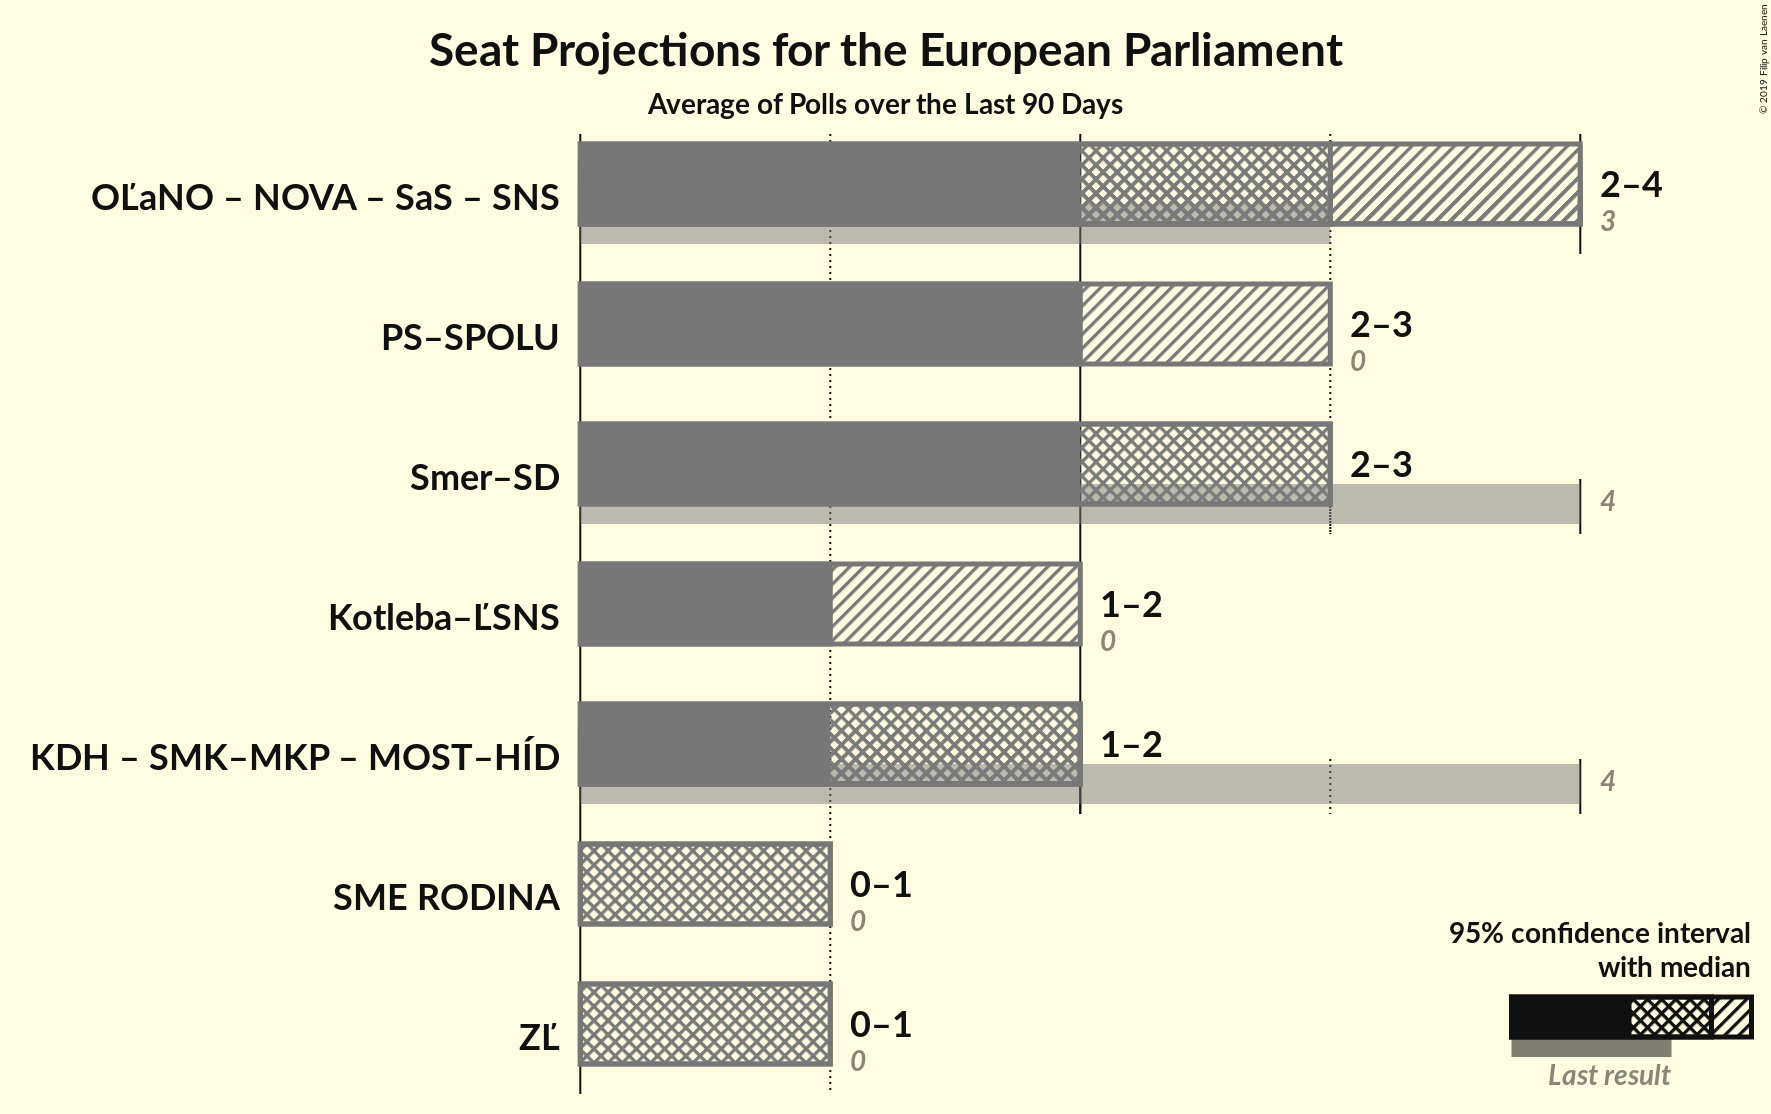 Seat Projections for the European Parliament
Average of Polls over the Last 90 Days
© 2019 Filip van Laenen
OĽaNO – NOVA – SaS – SNS
2–4
3
PS–SPOLU
2–3
0
Smer–SD
2–3
4
Kotleba–ĽSNS
1–2
0
KDH – SMK–MKP – MOST–HÍD
1–2
4
SME RODINA
0–1
0
ZĽ
0–1
0
95% confidence interval
with median
Last result